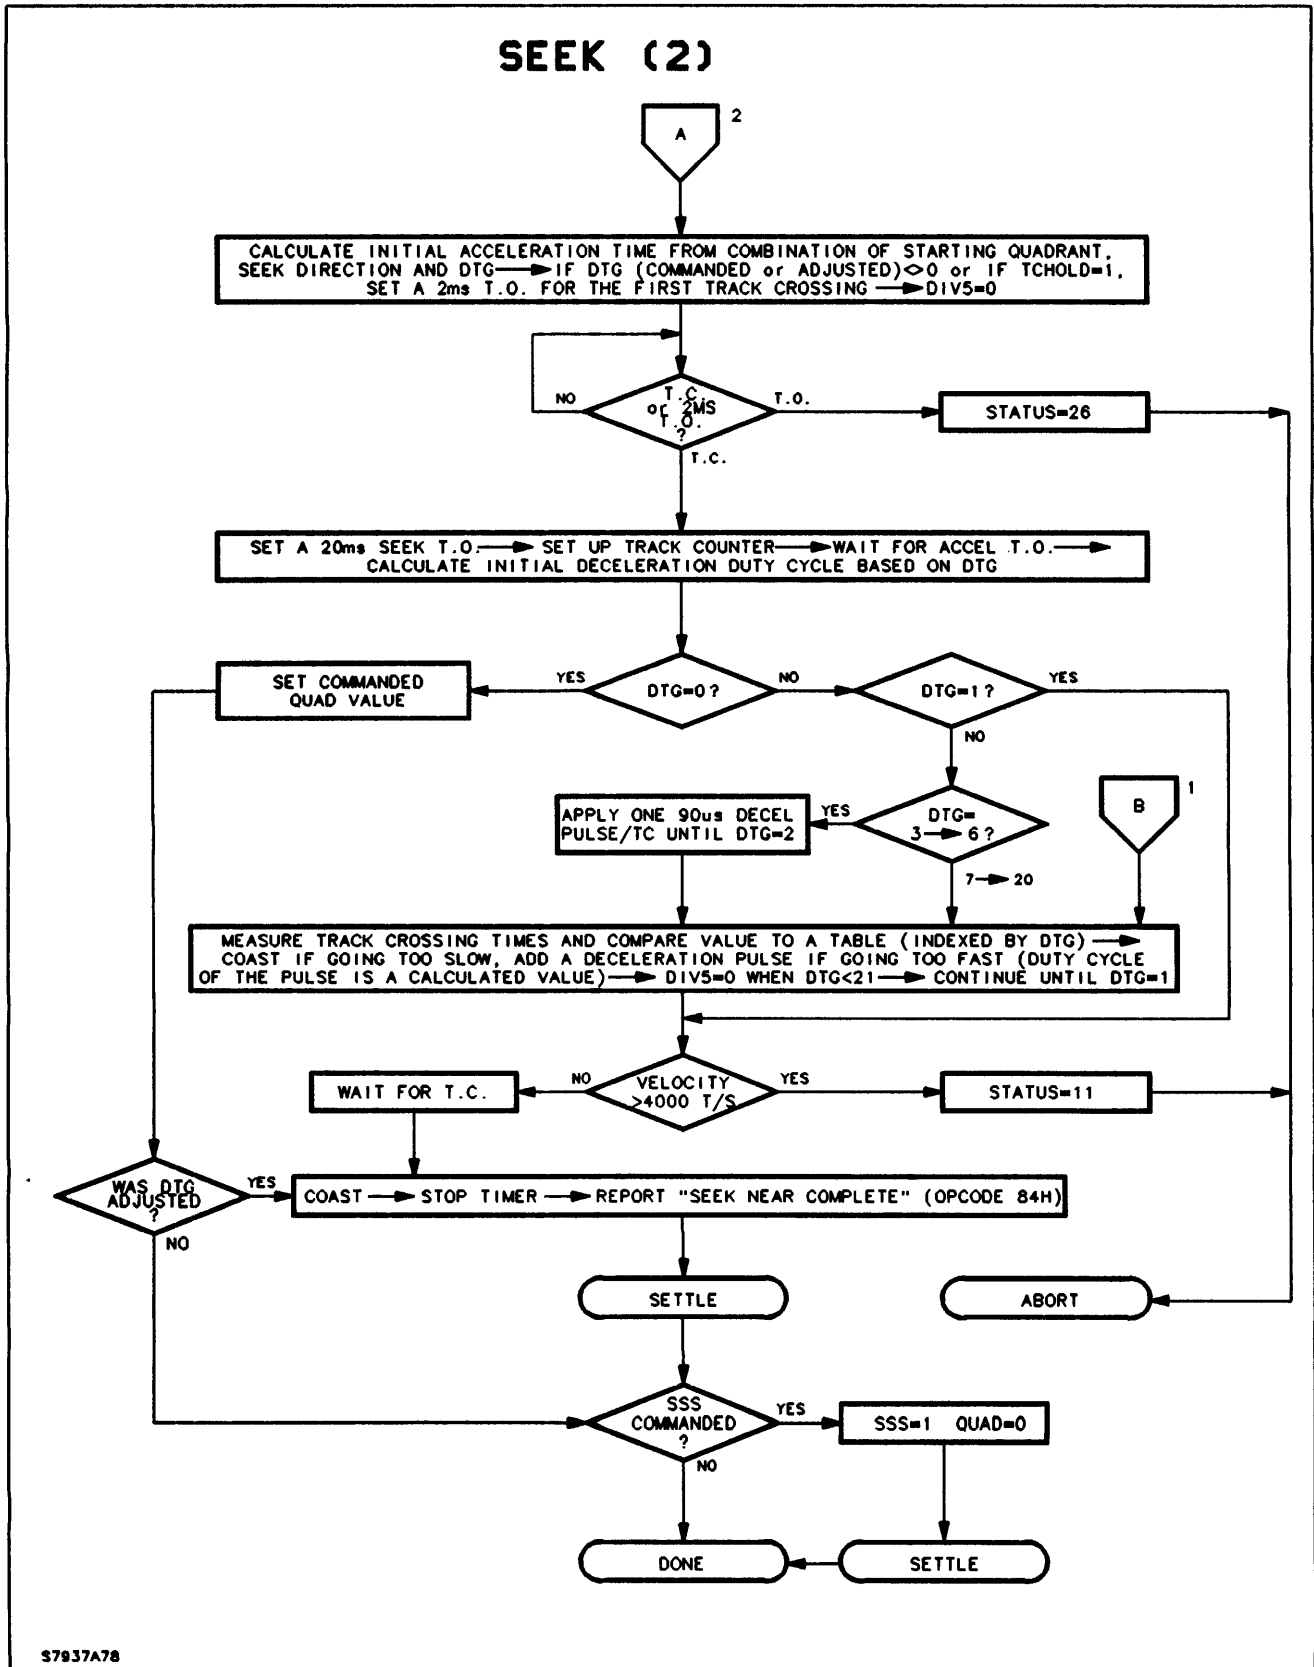 SEEK (2)
A
2
CALCULATE INITIAL ACCELERATION TIME FROM COMBINATION OF STARTING QUADRANT,
SEEK DIRECTION AND DTG → IF DTG (COMMANDED or ADJUSTED)<>0 or IF TCHOLD=1,
SET A 2ms T.O. FOR THE FIRST TRACK CROSSING → DIV5=0
NO
T.C.
or 2MS
T.O.
?
T.O.
STATUS=26
T.C.
SET A 20ms SEEK T.O. → SET UP TRACK COUNTER → WAIT FOR ACCEL T.O. →
CALCULATE INITIAL DECELERATION DUTY CYCLE BASED ON DTG
SET COMMANDED
QUAD VALUE
YES
DTG=0?
NO
DTG=1?
YES
NO
B
1
APPLY ONE 90us DECEL
PULSE/TC UNTIL DTG=2
YES
DTG=
3 → 6?
7 → 20
MEASURE TRACK CROSSING TIMES AND COMPARE VALUE TO A TABLE (INDEXED BY DTG) →
COAST IF GOING TOO SLOW, ADD A DECELERATION PULSE IF GOING TOO FAST (DUTY CYCLE
OF THE PULSE IS A CALCULATED VALUE) → DIV5=0 WHEN DTG<21 → CONTINUE UNTIL DTG=1
WAIT FOR T.C.
NO
VELOCITY
>4000 T/S
YES
STATUS=11
WAS DTG
ADJUSTED
?
YES
NO
COAST → STOP TIMER → REPORT "SEEK NEAR COMPLETE" (OPCODE 84H)
SETTLE
ABORT
SSS
COMMANDED
?
YES
SSS=1 QUAD=0
NO
DONE
SETTLE
S7937A78